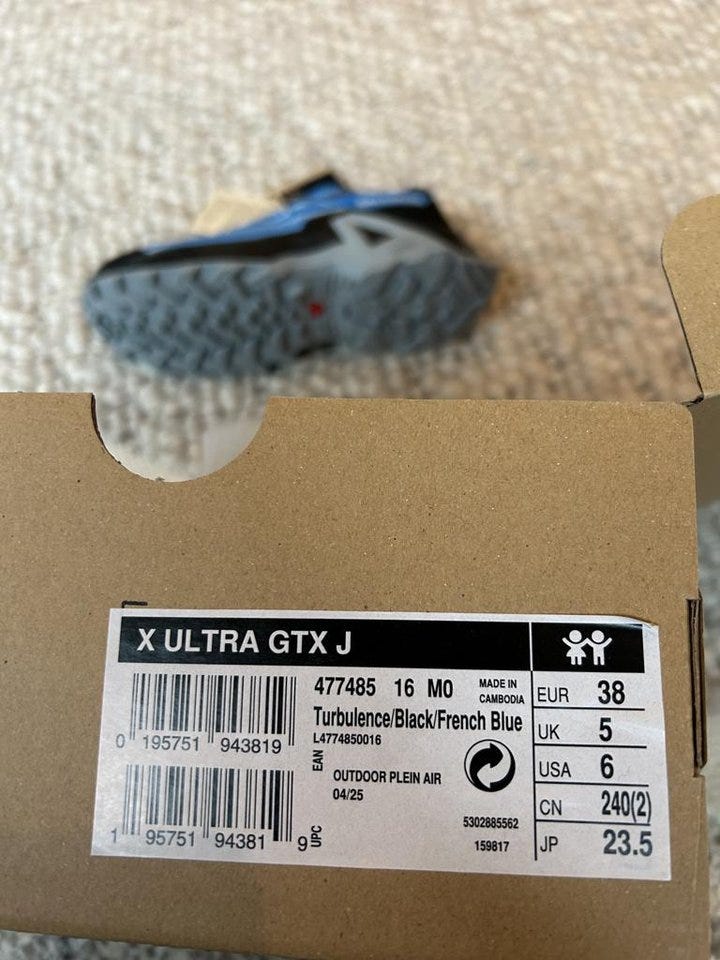 X ULTRA GTX J
477485 16 M0
MADE IN
CAMBODIA
Turbulence/Black/French Blue
L4774850016
0 195751 943819
EAN
OUTDOOR PLEIN AIR
04/25
1 95751 94381 9
UPC
5302885562
159817
EUR 38
UK 5
USA 6
CN 240(2)
JP 23.5